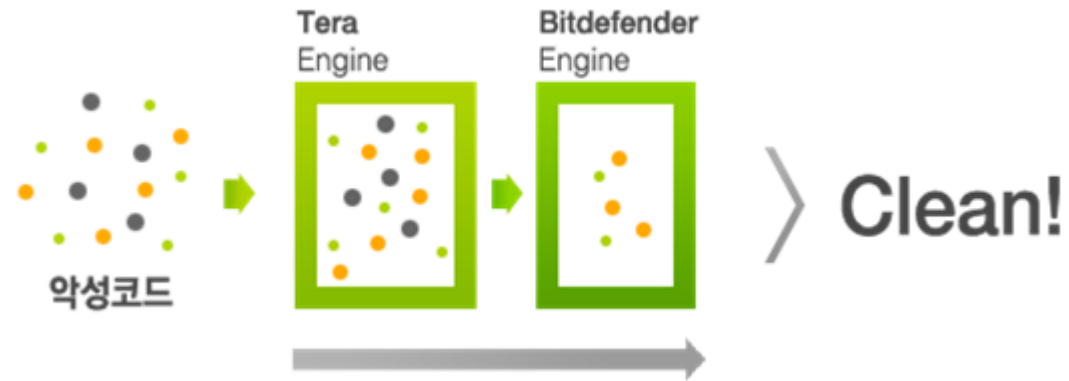 Tera
Engine
Bitdefender
Engine
악성코드
Clean!